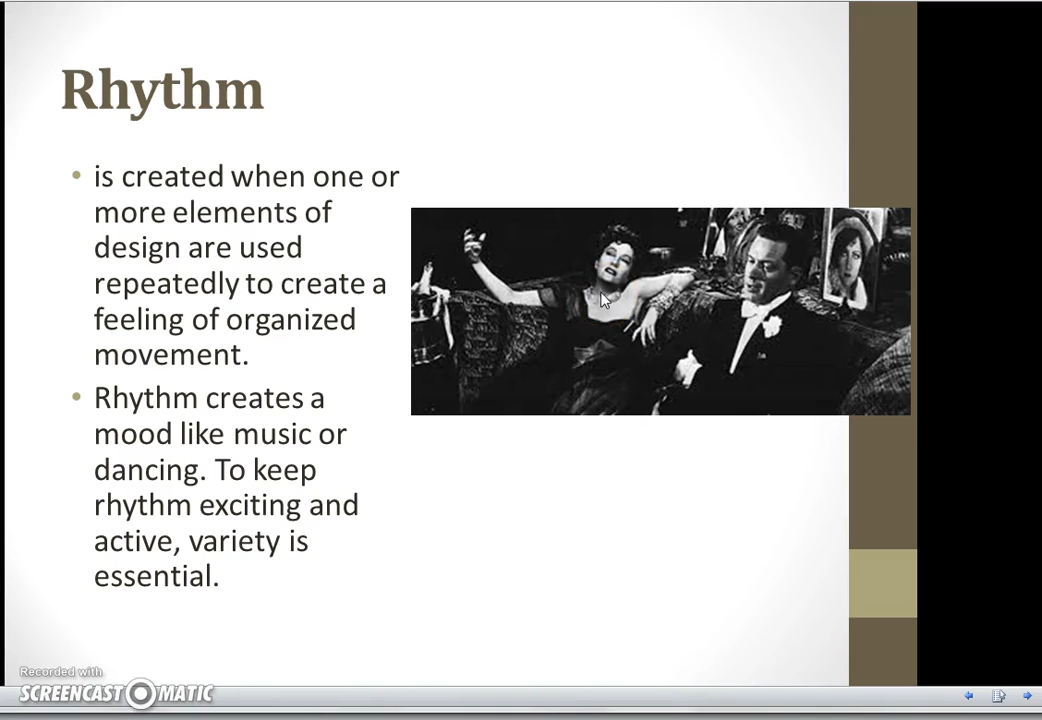 Rhythm
• is created when one or
more elements of
design are used
repeatedly to create a
feeling of organized
movement.
• Rhythm creates a
mood like music or
dancing. To keep
rhythm exciting and
active, variety is
essential.
Recorded with
SCREENCAST MATIC